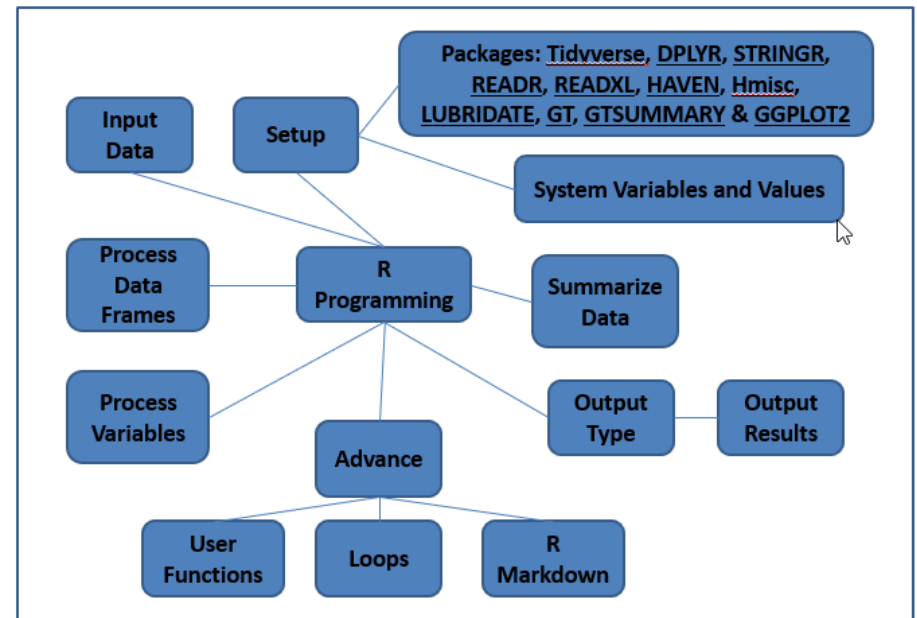 Packages: Tidvverse, DPLYR, STRINGR,
READR, READXL, HAVEN, Hmisc,
LUBRIDATE, GT, GTSUMMARY & GGPLOT2
Input
Data
Setup
System Variables and Values
Process
Data
Frames
R
Programming
Summarize
Data
Process
Variables
Advance
Output
Type
Output
Results
User
Functions
Loops
R
Markdown